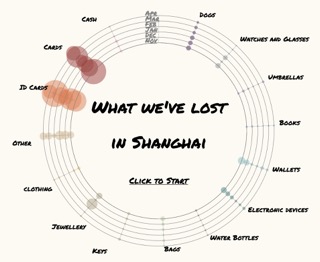 APR
MAR
FEB
JAN
DEC
NOV
CASH
DOGS
CARDS
WATCHES AND GLASSES
ID CARDS
UMBRELLAS
WHAT WE'VE LOST
IN SHANGHAI
BOOKS
OTHER
CLICK TO START
WALLETS
CLOTHING
ELECTRONIC DEVICES
JEWELLERY
WATER BOTTLES
KEYS
BAGS